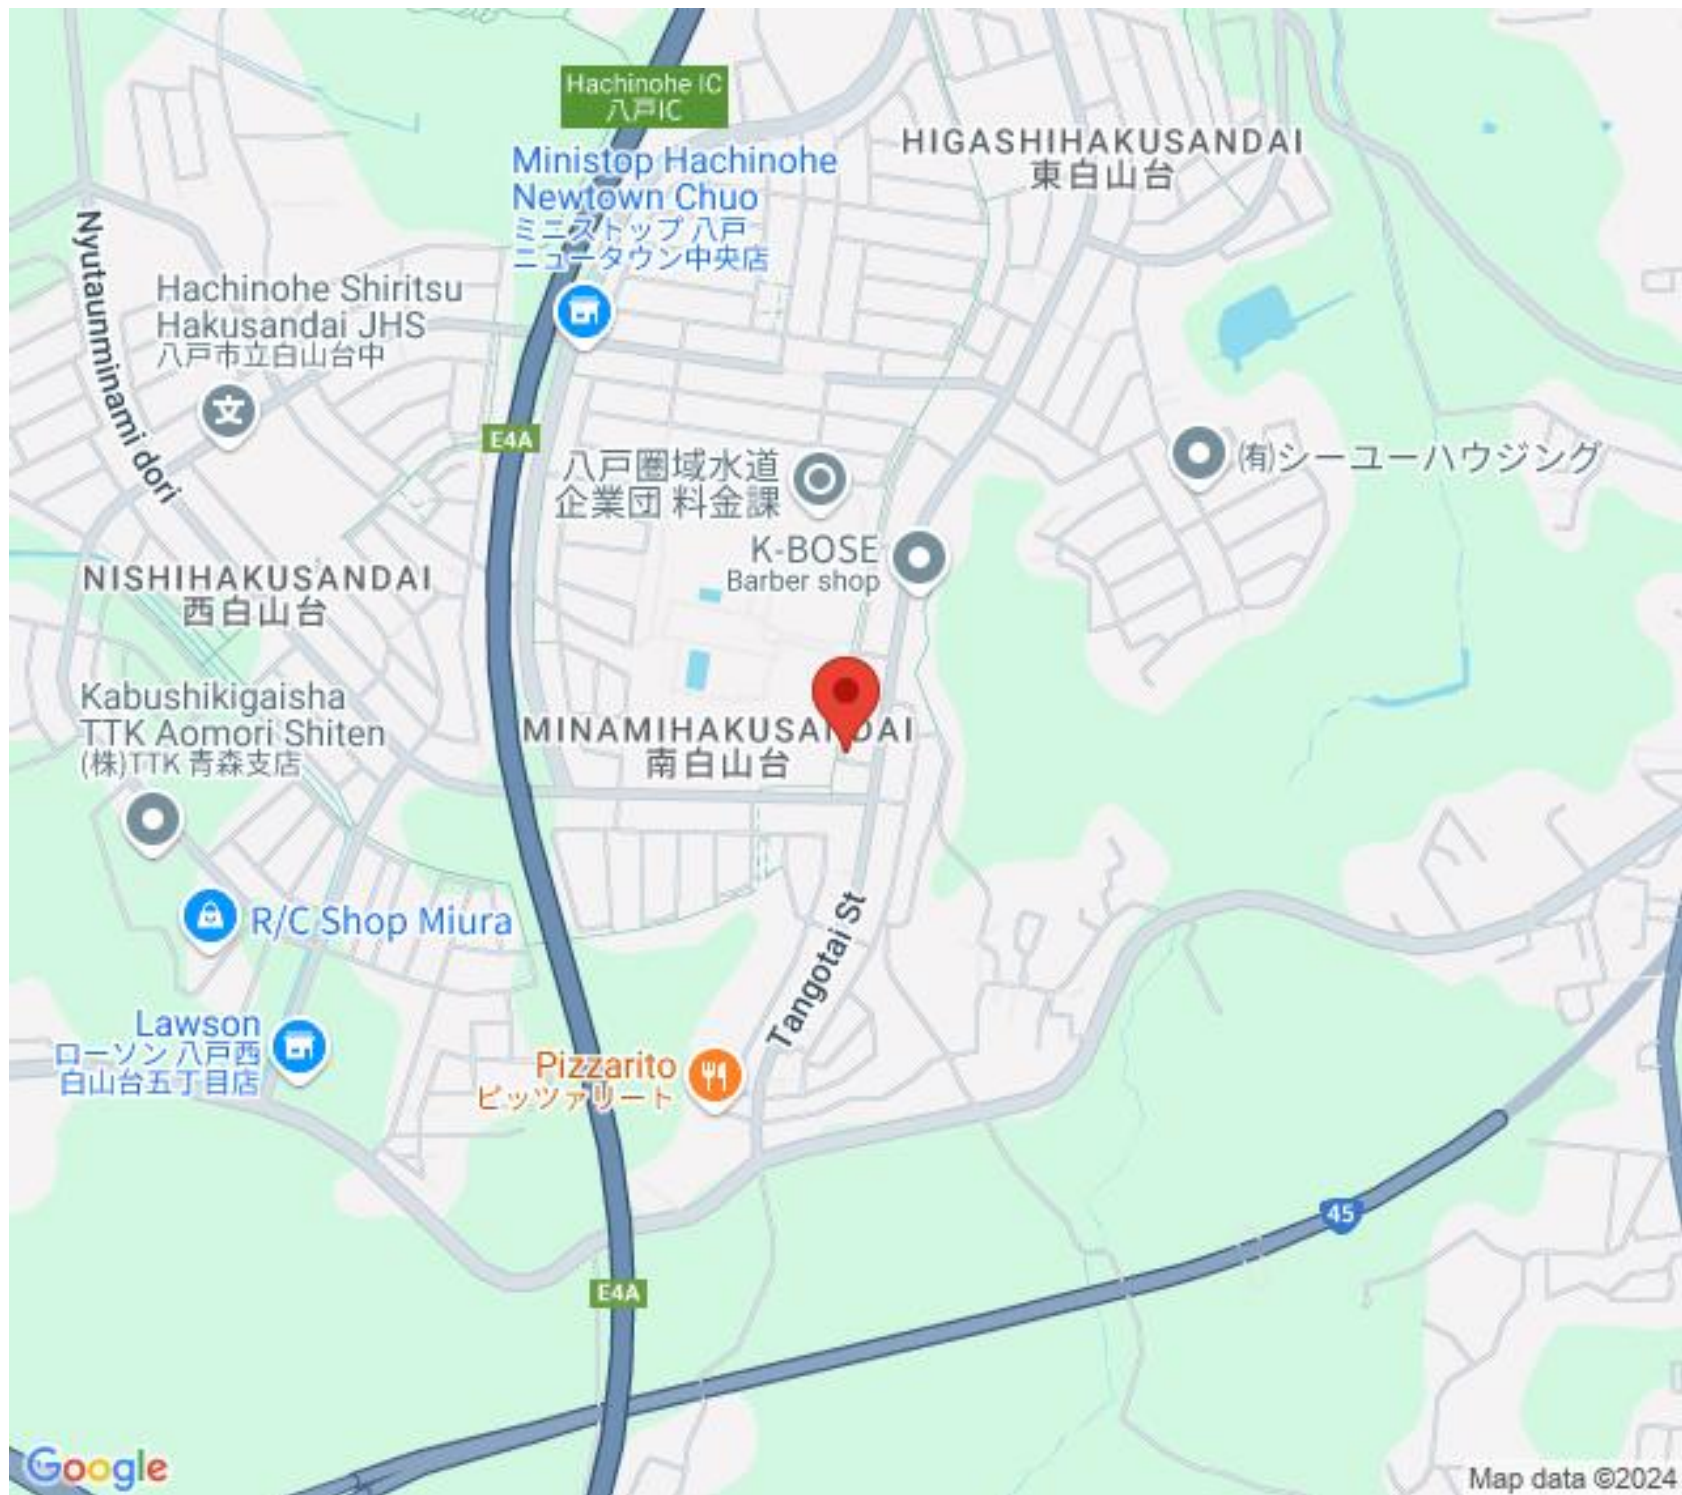 Hachinohe IC
八戸IC
HIGASHIHAKUSANDAI
東白山台
Ministop Hachinohe
Newtown Chuo
ミニストップ 八戸
ニュータウン中央店
Nyutaunminami dori
Hachinohe Shiritsu
Hakusandai JHS
八戸市立白山台中
文
E4A
八戸圏域水道
企業団 料金課
(有)シーユーハウジング
K-BOSE
Barber shop
NISHIHAKUSANDAI
西白山台
Kabushikigaisha
TTK Aomori Shiten
(株)TTK 青森支店
MINAMIHAKUSANDAI
南白山台
R/C Shop Miura
Tangotai St
Lawson
ローソン 八戸西
白山台五丁目店
Pizzarito
ピッツァリート
45
E4A
Google
Map data ©2024